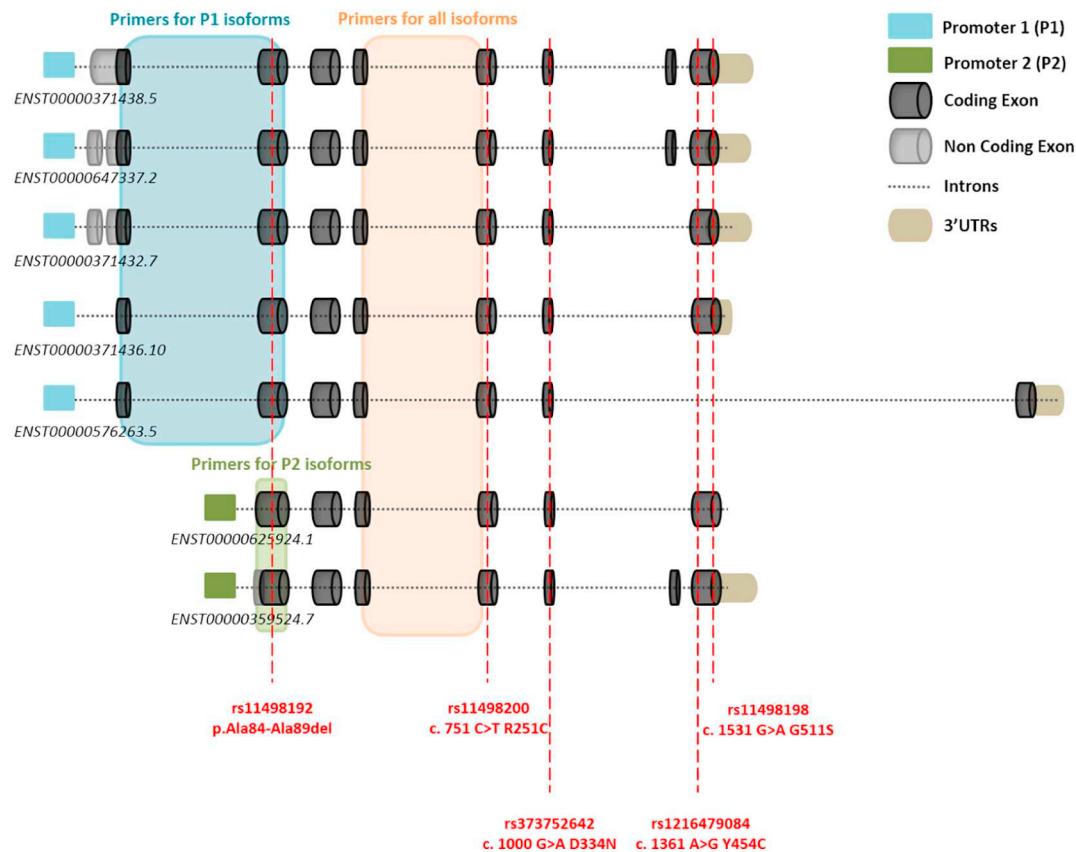 Primers for P1 isoforms
Primers for all isoforms
Promoter 1 (P1)
Promoter 2 (P2)
Coding Exon
Non Coding Exon
Introns
3'UTRs
ENST00000371438.5
ENST00000647337.2
ENST00000371432.7
ENST00000371436.10
ENST00000576263.5
Primers for P2 isoforms
ENST00000625924.1
ENST00000359524.7
rs11498192
p.Ala84-Ala89del
rs11498200
c. 751 C>T R251C
rs11498198
c. 1531 G>A G511S
rs373752642
c. 1000 G>A D334N
rs1216479084
c. 1361 A>G Y454C